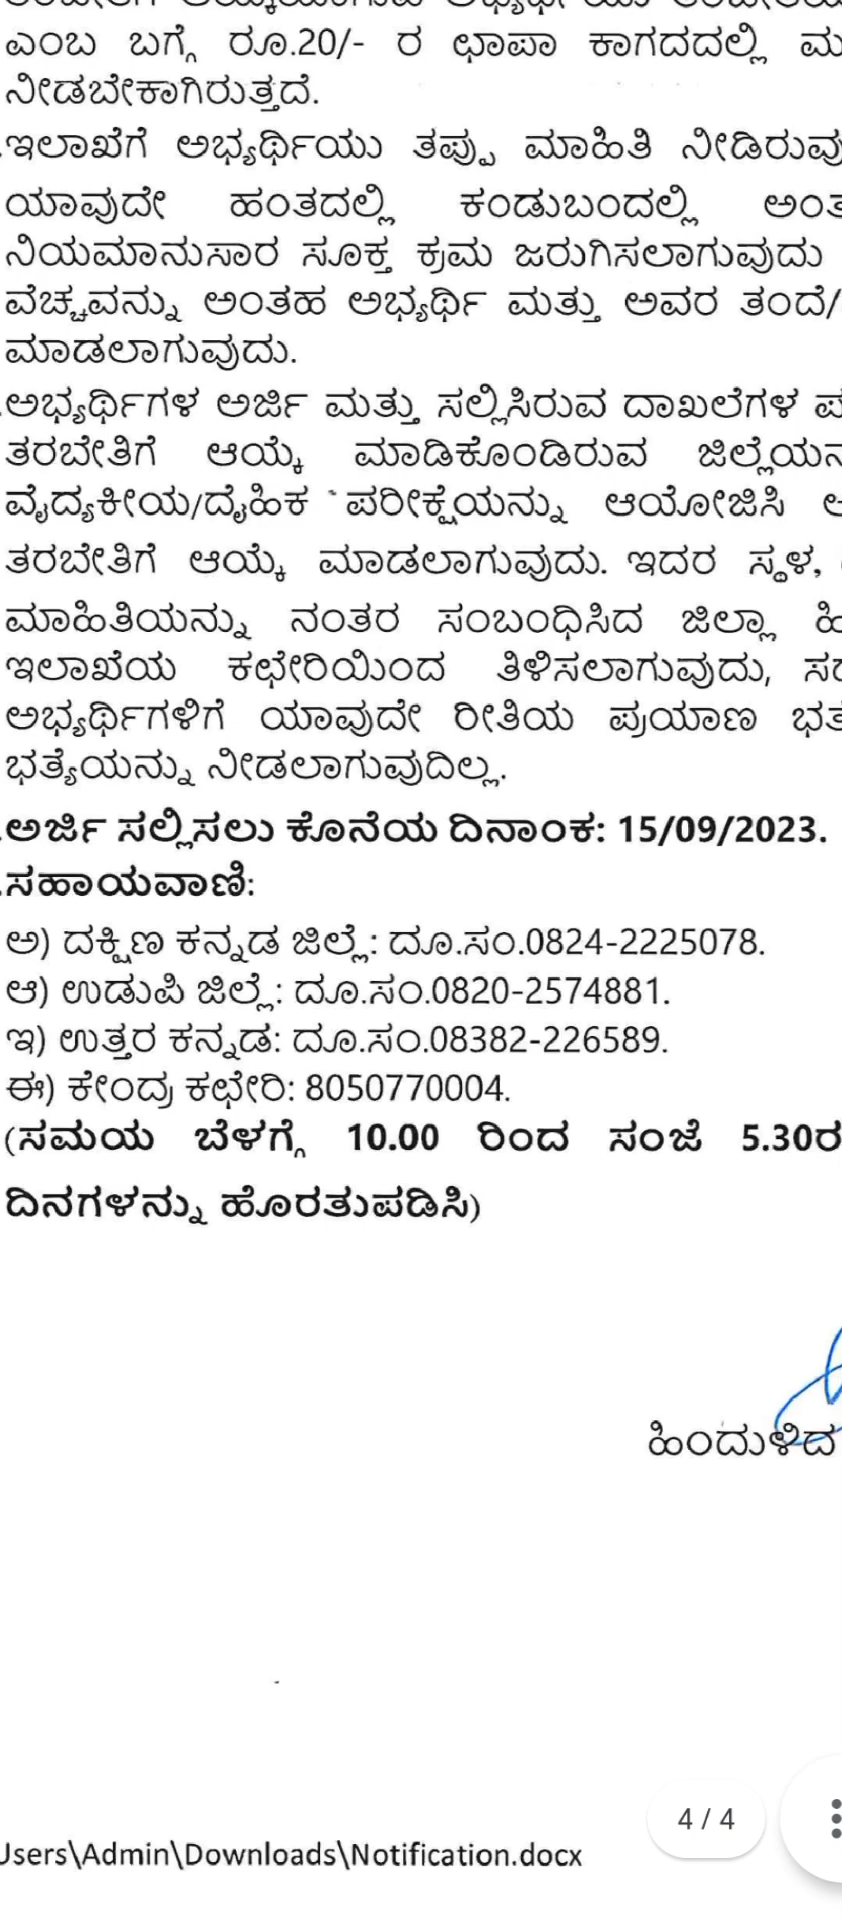 ಎಂಬ ಬಗ್ಗೆ ರೂ.20/- ರ ಛಾಪಾ ಕಾಗದದಲ್ಲಿ
ನೀಡಬೇಕಾಗಿರುತ್ತದೆ.
ಇಲಾಖೆಗೆ ಅಭ್ಯರ್ಥಿಯು ತಪ್ಪು ಮಾಹಿತಿ ನೀಡಿರುವು
ಯಾವುದೇ ಹಂತದಲ್ಲಿ ಕಂಡುಬಂದಲ್ಲಿ ಅಂತ
ನಿಯಮಾನುಸಾರ ಸೂಕ್ತ ಕ್ರಮ ಜರುಗಿಸಲಾಗುವುದು
ವೆಚ್ಚವನ್ನು ಅಂತಹ ಅಭ್ಯರ್ಥಿ ಮತ್ತು ಅವರ ತಂದೆ/
ಮಾಡಲಾಗುವುದು.
ಅಭ್ಯರ್ಥಿಗಳ ಅರ್ಜಿ ಮತ್ತು ಸಲ್ಲಿಸಿರುವ ದಾಖಲೆಗಳ
ತರಬೇತಿಗೆ ಆಯ್ಕೆ ಮಾಡಿಕೊಂಡಿರುವ ಜಿಲ್ಲೆಯ
ವೈದ್ಯಕೀಯ/ದೈಹಿಕ ಪರೀಕ್ಷೆಯನ್ನು ಆಯೋಜಿಸಿ
ತರಬೇತಿಗೆ ಆಯ್ಕೆ ಮಾಡಲಾಗುವುದು. ಇದರ ಸ್ಥಳ,
ಮಾಹಿತಿಯನ್ನು ನಂತರ ಸಂಬಂಧಿಸಿದ ಜಿಲ್ಲಾ ಹಿ
ಇಲಾಖೆಯ ಕಛೇರಿಯಿಂದ ತಿಳಿಸಲಾಗುವುದು,
ಅಭ್ಯರ್ಥಿಗಳಿಗೆ ಯಾವುದೇ ರೀತಿಯ ಪ್ರಯಾಣ
ಭತ್ಯೆಯನ್ನು ನೀಡಲಾಗುವುದಿಲ್ಲ.
ಅರ್ಜಿ ಸಲ್ಲಿಸಲು ಕೊನೆಯ ದಿನಾಂಕ: 15/09/2023.
ಸಹಾಯವಾಣಿ:
ಅ) ದಕ್ಷಿಣ ಕನ್ನಡ ಜಿಲ್ಲೆ: ದೂ.ಸಂ.0824-2225078.
ಆ) ಉಡುಪಿ ಜಿಲ್ಲೆ: ದೂ.ಸಂ.0820-2574881.
ಇ) ಉತ್ತರ ಕನ್ನಡ: ದೂ.ಸಂ.08382-226589.
ಈ) ಕೇಂದ್ರ ಕಛೇರಿ: 8050770004.
(ಸಮಯ ಬೆಳಗ್ಗೆ 10.00 ರಿಂದ ಸಂಜೆ 5.30ರ
ದಿನಗಳನ್ನು ಹೊರತುಪಡಿಸಿ)
ಹಿಂದುಳಿದ
4 / 4
Users\Admin\Downloads\Notification.docx